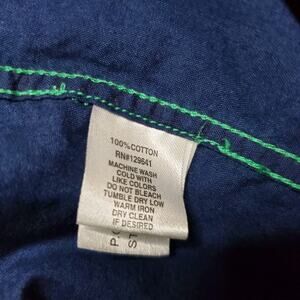 100%COTTON
RN#129641
MACHINE WASH
COLD WITH
LIKE COLORS
DO NOT BLEACH
TUMBLE DRY LOW
WARM IRON
DRY CLEAN
IF DESIRED